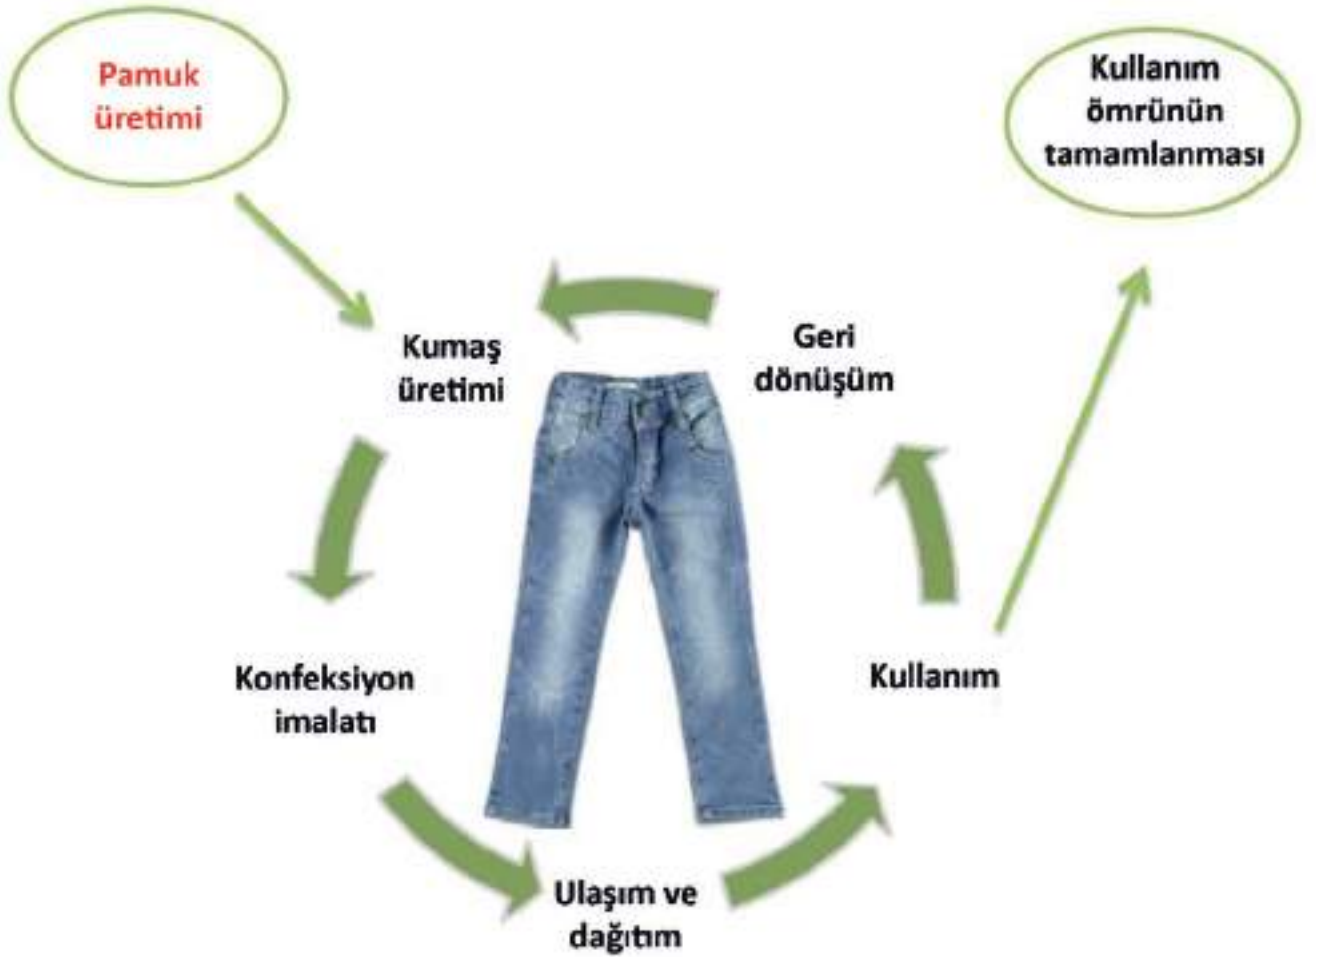 Pamuk
üretimi
Kullanım
ömrünün
tamamlanması
Kumaş
üretimi
Geri
dönüşüm
Konfeksiyon
imalatı
Kullanım
Ulaşım ve
dağıtım